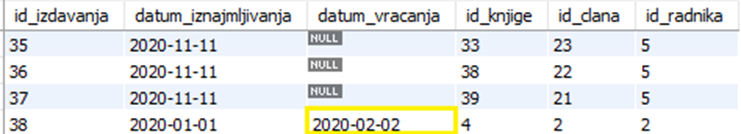 id_izdavanja datum_iznajmljivanja datum_vracanja id_knjige id_clana id_radnika
35 2020-11-11 NULL 33 23 5
36 2020-11-11 NULL 38 22 5
37 2020-11-11 NULL 39 21 5
38 2020-01-01 2020-02-02 4 2 2